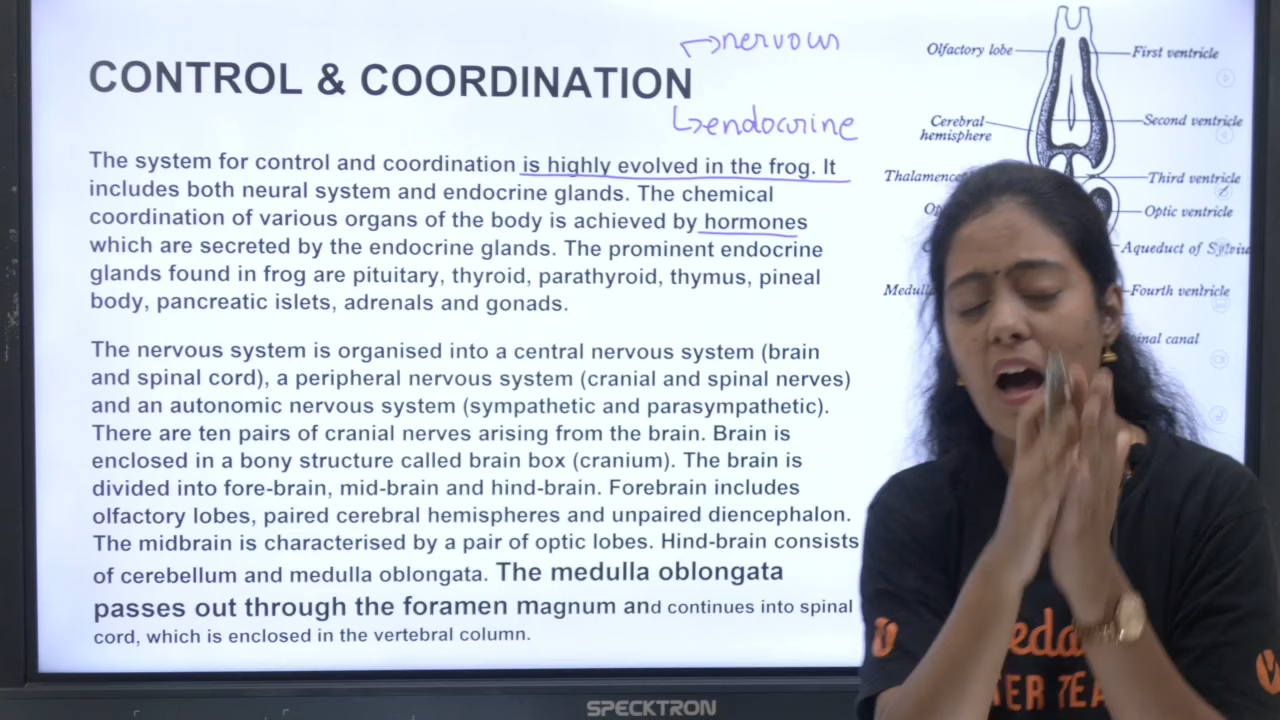 CONTROL & COORDINATION
nervous
endocrine
The system for control and coordination is highly evolved in the frog. It
includes both neural system and endocrine glands. The chemical
coordination of various organs of the body is achieved by hormones
which are secreted by the endocrine glands. The prominent endocrine
glands found in frog are pituitary, thyroid, parathyroid, thymus, pineal
body, pancreatic islets, adrenals and gonads.
The nervous system is organised into a central nervous system (brain
and spinal cord), a peripheral nervous system (cranial and spinal nerves)
and an autonomic nervous system (sympathetic and parasympathetic).
There are ten pairs of cranial nerves arising from the brain. Brain is
enclosed in a bony structure called brain box (cranium). The brain is
divided into fore-brain, mid-brain and hind-brain. Forebrain includes
olfactory lobes, paired cerebral hemispheres and unpaired diencephalon.
The midbrain is characterised by a pair of optic lobes. Hind-brain consists
of cerebellum and medulla oblongata. The medulla oblongata
passes out through the foramen magnum and continues into spinal
cord, which is enclosed in the vertebral column.
Olfactory lobe
First ventricle
Cerebral
hemisphere
Second ventricle
Third ventricle
Optic ventricle
Aqueduct of
Fourth ventricle
canal
SPECKTRON